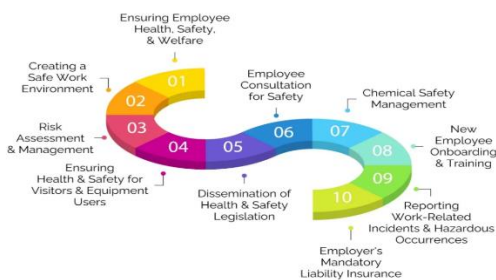 Ensuring Employee
Health, Safety,
& Welfare
01
Creating a
Safe Work
Environment
02
Risk
Assessment
& Management
03
Ensuring
Health & Safety for
Visitors & Equipment
Users
04
Dissemination of
Health & Safety
Legislation
05
Employee
Consultation
for Safety
06
Chemical Safety
Management
07
New
Employee
Onboarding
& Training
08
Reporting
Work-Related
Incidents & Hazardous
Occurrences
09
Employer's
Mandatory
Liability Insurance
10